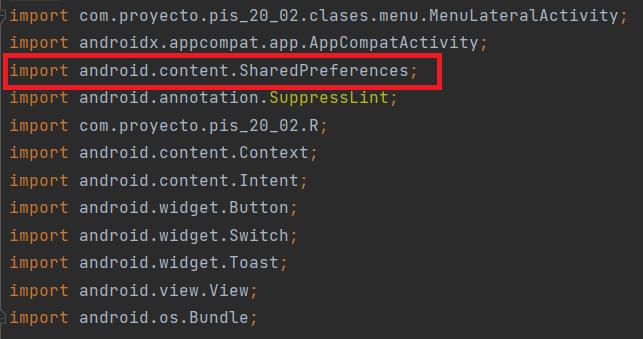 import com.proyecto.pis_20_02.clases.menu.MenuLateralActivity;
import androidx.appcompat.app.AppCompatActivity;
import android.content.SharedPreferences;
import android.annotation.SuppressLint;
import com.proyecto.pis_20_02.R;
import android.content.Context;
import android.content.Intent;
import android.widget.Button;
import android.widget.Switch;
import android.widget.Toast;
import android.view.View;
import android.os.Bundle;